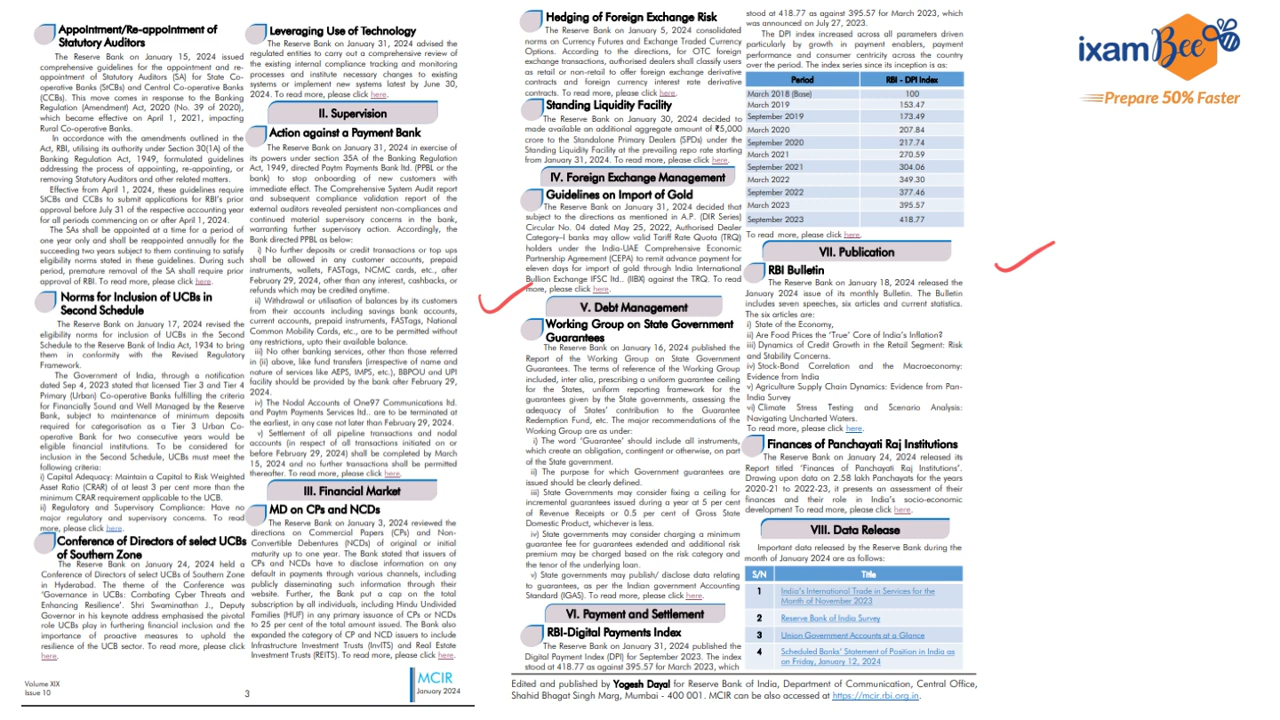 Appointment/Re-appointment of
Statutory Auditors
The Reserve Bank on January 15, 2024 issued
comprehensive guidelines for the appointment and re-
appointment of Statutory Auditors (SA) for State Co-
operative Banks (StCBs) and Central Co-operative Banks
(CCBs). This move comes in response to the Banking
Regulation (Amendment) Act, 2020 (No. 39 of 2020),
which became effective on April 1, 2021, impacting
Rural Co-operative Banks.
In accordance with the amendments outlined in the
Act, RBI, utilising its authority under Section 30(1A) of the
Banking Regulation Act, 1949, formulated guidelines
addressing the process of appointing, re-appointing, or
removing Statutory Auditors and other related matters.
Effective from April 1, 2024, these guidelines require
StCBs and CCBs to submit applications for RBI's prior
approval before July 31 of the respective accounting year
for all periods commencing on or after April 1, 2024.
The SAs shall be appointed at a time for a period of
one year only and shall be reappointed annually for the
succeeding two years subject to them continuing to satisfy
eligibility norms stated in these guidelines. During such
period, premature removal of the SA shall require prior
approval of RBI. To read more, please click here.
Norms for Inclusion of UCBs in
Second Schedule
The Reserve Bank on January 17, 2024 revised the
eligibility norms for inclusion of UCBs in the Second
Schedule to the Reserve Bank of India Act, 1934 to bring
them in conformity with the Revised Regulatory
Framework.
The Government of India, through a notification
dated Sep 4, 2023 stated that licensed Tier 3 and Tier 4
Primary (Urban) Co-operative Banks fulfilling the criteria
for Financially Sound and Well Managed by the Reserve
Bank, subject to maintenance of minimum deposits
required for categorisation as a Tier 3 Urban Co-
operative Bank for two consecutive years would be
eligible financial institutions. To be considered for
inclusion in the Second Schedule, UCBs must meet the
following criteria:
i) Capital Adequacy: Maintain a Capital to Risk Weighted
Asset Ratio (CRAR) of at least 3 per cent more than the
minimum CRAR requirement applicable to the UCB.
ii) Regulatory and Supervisory Compliance: Have no
major regulatory and supervisory concerns. To read
more, please click here.
Conference of Directors of select UCBs
of Southern Zone
The Reserve Bank on January 24, 2024 held a
Conference of Directors of select UCBs of Southern Zone
in Hyderabad. The theme of the Conference was
'Governance in UCBs: Combating Cyber Threats and
Enhancing Resilience'. Shri Swaminathan J., Deputy
Governor in his keynote address emphasised the pivotal
role UCBs play in furthering financial inclusion and the
importance of proactive measures to uphold the
resilience of the UCB sector. To read more, please click
here.
Leveraging Use of Technology
The Reserve Bank on January 31, 2024 advised the
regulated entities to carry out a comprehensive review of
the existing internal compliance tracking and monitoring
processes and institute necessary changes to existing
systems or implement new systems latest by June 30,
2024. To read more, please click here.
II. Supervision
Action against a Payment Bank
The Reserve Bank on January 31, 2024 in exercise of
its powers under section 35A of the Banking Regulation
Act, 1949, directed Paytm Payments Bank ltd. (PPBL or
the bank) to stop onboarding of new customers with
immediate effect. The Comprehensive System Audit report
and subsequent compliance validation report of the
external auditors revealed persistent non-compliances and
continued material supervisory concerns in the bank,
warranting further supervisory action. Accordingly, the
Bank directed PPBL as below:
i) No further deposits or credit transactions or top ups
shall be allowed in any customer accounts, prepaid
instruments, wallets, FASTags, NCMC cards, etc., after
February 29, 2024, other than any interest, cashbacks, or
refunds which may be credited anytime.
ii) Withdrawal or utilisation of balances by its customers
from their accounts including savings bank accounts,
current accounts, prepaid instruments, FASTags, National
Common Mobility Cards, etc., are to be permitted without
any restrictions, upto their available balance.
iii) No other banking services, other than those referred
in (ii) above, like fund transfers (irrespective of name and
nature of services like AEPS, IMPS, etc.), BBPOU and UPI
facility should be provided by the bank after February 29,
2024.
iv) The Nodal Accounts of One97 Communications ltd.
and Paytm Payments Services ltd.. are to be terminated at
the earliest, in any case not later than February 29, 2024.
v) Settlement of all pipeline transactions and nodal
accounts (in respect of all transactions initiated on or
before February 29, 2024) shall be completed by March
15, 2024 and no further transactions shall be permitted
thereafter. To read more, please click here.
III. Financial Market
MD on CPs and NCDs
The Reserve Bank on January 3, 2024 reviewed the
directions on Commercial Papers (CPs) and Non-
Convertible Debentures (NCDs) of original or initial
maturity up to one year. The Bank stated that issuers of
CPs and NCDs have to disclose information on any
default in payments through various channels, including
publicly disseminating such information through their
website. Further, the Bank put a cap on the total
subscription by all individuals, including Hindu Undivided
Families (HUF) in any primary issuance of CPs or NCDs
to 25 per cent of the total amount issued. The Bank also
expanded the category of CP and NCD issuers to include
Infrastructure Investment Trusts (InvITS) and Real Estate
Investment Trusts (REITS). To read more, please click here.
Volume XIX
Issue 10
3
MCIR
January 2024
Hedging of Foreign Exchange Risk
The Reserve Bank on January 5, 2024 consolidated
norms on Currency Futures and Exchange Traded Currency
Options. According to the directions, for OTC foreign
exchange transactions, authorised dealers shall classify users
as retail or non-retail to offer foreign exchange derivative
contracts and foreign currency interest rate derivative
contracts. To read more, please click here.
Standing Liquidity Facility
The Reserve Bank on January 30, 2024 decided to
made available an additional aggregate amount of ₹5,000
crore to the Standalone Primary Dealers (SPDs) under the
Standing Liquidity Facility at the prevailing repo rate starting
from January 31, 2024. To read more, please click here.
IV. Foreign Exchange Management
Guidelines on Import of Gold
The Reserve Bank on January 31, 2024 decided that
subject to the directions as mentioned in A.P. (DIR Series)
Circular No. 04 dated May 25, 2022, Authorised Dealer
Category–I banks may allow valid Tariff Rate Quota (TRQ)
holders under the India-UAE Comprehensive Economic
Partnership Agreement (CEPA) to remit advance payment for
eleven days for import of gold through India International
Bullion Exchange IFSC ltd.. (IIBX) against the TRQ. To read
more, please click here.
V. Debt Management
Working Group on State Government
Guarantees
The Reserve Bank on January 16, 2024 published the
Report of the Working Group on State Government
Guarantees. The terms of reference of the Working Group
included, inter alia, prescribing a uniform guarantee ceiling
for the States, uniform reporting framework for the
guarantees given by the State governments, assessing the
adequacy of States' contribution to the Guarantee
Redemption Fund, etc. The major recommendations of the
Working Group are as under:
i) The word 'Guarantee' should include all instruments,
which create an obligation, contingent or otherwise, on part
of the State government.
ii) The purpose for which Government guarantees are
issued should be clearly defined.
iii) State Governments may consider fixing a ceiling for
incremental guarantees issued during a year at 5 per cent
of Revenue Receipts or 0.5 per cent of Gross State
Domestic Product, whichever is less.
iv) State governments may consider charging a minimum
guarantee fee for guarantees extended and additional risk
premium may be charged based on the risk category and
the tenor of the underlying loan.
v) State governments may publish/ disclose data relating
to guarantees, as per the Indian government Accounting
Standard (IGAS). To read more, please click here.
VI. Payment and Settlement
RBI-Digital Payments Index
The Reserve Bank on January 31, 2024 published the
Digital Payment Index (DPI) for September 2023. The index
stood at 418.77 as against 395.57 for March 2023, which
stood at 418.77 as against 395.57 for March 2023, which
was announced on July 27, 2023.
The DPI index increased across all parameters driven
particularly by growth in payment enablers, payment
performance and consumer centricity across the country
over the period. The index series since its inception is as:
Period RBI - DPI Index
March 2018 (Base) 100
March 2019 153.47
September 2019 173.49
March 2020 207.84
September 2020 217.74
March 2021 270.59
September 2021 304.06
March 2022 349.30
September 2022 377.46
March 2023 395.57
September 2023 418.77
To read more, please click here.
VII. Publication
RBI Bulletin
The Reserve Bank on January 18, 2024 released the
January 2024 issue of its monthly Bulletin. The Bulletin
includes seven speeches, six articles and current statistics.
The six articles are:
i) State of the Economy,
ii) Are Food Prices the 'True' Core of India's Inflation?
iii) Dynamics of Credit Growth in the Retail Segment: Risk
and Stability Concerns.
iv) Stock-Bond Correlation and the Macroeconomy:
Evidence from India
v) Agriculture Supply Chain Dynamics: Evidence from Pan-
India Survey
vi) Climate Stress Testing and Scenario Analysis:
Navigating Uncharted Waters.
To read more, please click here.
Finances of Panchayati Raj Institutions
The Reserve Bank on January 24, 2024 released its
Report titled 'Finances of Panchayati Raj Institutions'.
Drawing upon data on 2.58 lakh Panchayats for the years
2020-21 to 2022-23, it presents an assessment of their
finances and their role in India's socio-economic
development To read more, please click here.
VIII. Data Release
Important data released by the Reserve Bank during the
month of January 2024 are as follows:
S/N Title
1 India's International Trade in Services for the
Month of November 2023
2 Reserve Bank of India Survey
3 Union Government Accounts at a Glance
4 Scheduled Banks' Statement of Position in India as
on Friday, January 12, 2024
Edited and published by Yogesh Dayal for Reserve Bank of India, Department of Communication, Central Office,
Shahid Bhagat Singh Marg, Mumbai - 400 001. MCIR can be also accessed at https://mcir.rbi.org.in.
ixamBee
Prepare 50% Faster